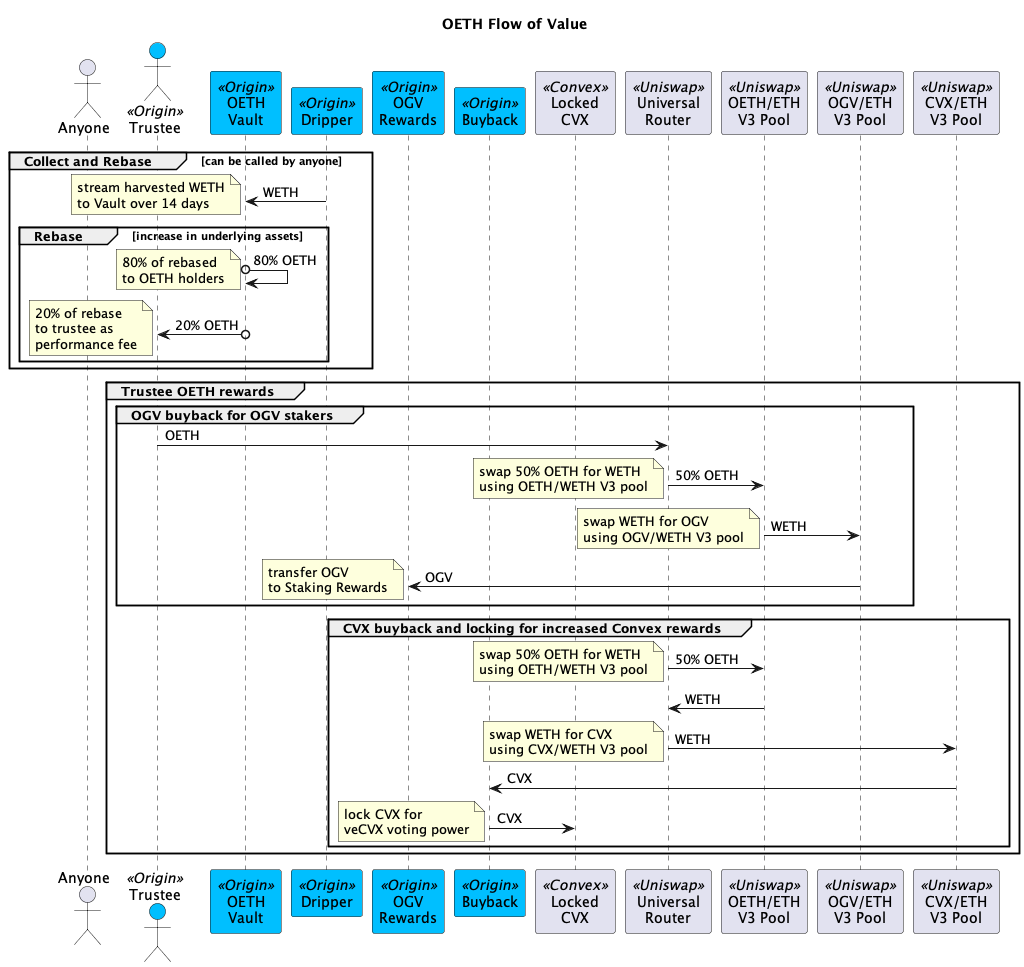 OETH Flow of Value
Anyone
«Origin»
Trustee
«Origin»
OETH
Vault
«Origin»
Dripper
«Origin»
OGV
Rewards
«Origin»
Buyback
«Convex»
Locked
CVX
«Uniswap»
Universal
Router
«Uniswap»
OETH/ETH
V3 Pool
«Uniswap»
OGV/ETH
V3 Pool
«Uniswap»
CVX/ETH
V3 Pool
Collect and Rebase [can be called by anyone]
stream harvested WETH
to Vault over 14 days
WETH
Rebase [increase in underlying assets]
80% of rebased
to OETH holders
80% OETH
20% of rebase
to trustee as
performance fee
20% OETH
Trustee OETH rewards
OGV buyback for OGV stakers
OETH
swap 50% OETH for WETH
using OETH/WETH V3 pool
50% OETH
swap WETH for OGV
using OGV/WETH V3 pool
WETH
transfer OGV
to Staking Rewards
OGV
CVX buyback and locking for increased Convex rewards
swap 50% OETH for WETH
using OETH/WETH V3 pool
50% OETH
WETH
swap WETH for CVX
using CVX/WETH V3 pool
WETH
CVX
lock CVX for
veCVX voting power
CVX
Anyone
«Origin»
Trustee
«Origin»
OETH
Vault
«Origin»
Dripper
«Origin»
OGV
Rewards
«Origin»
Buyback
«Convex»
Locked
CVX
«Uniswap»
Universal
Router
«Uniswap»
OETH/ETH
V3 Pool
«Uniswap»
OGV/ETH
V3 Pool
«Uniswap»
CVX/ETH
V3 Pool